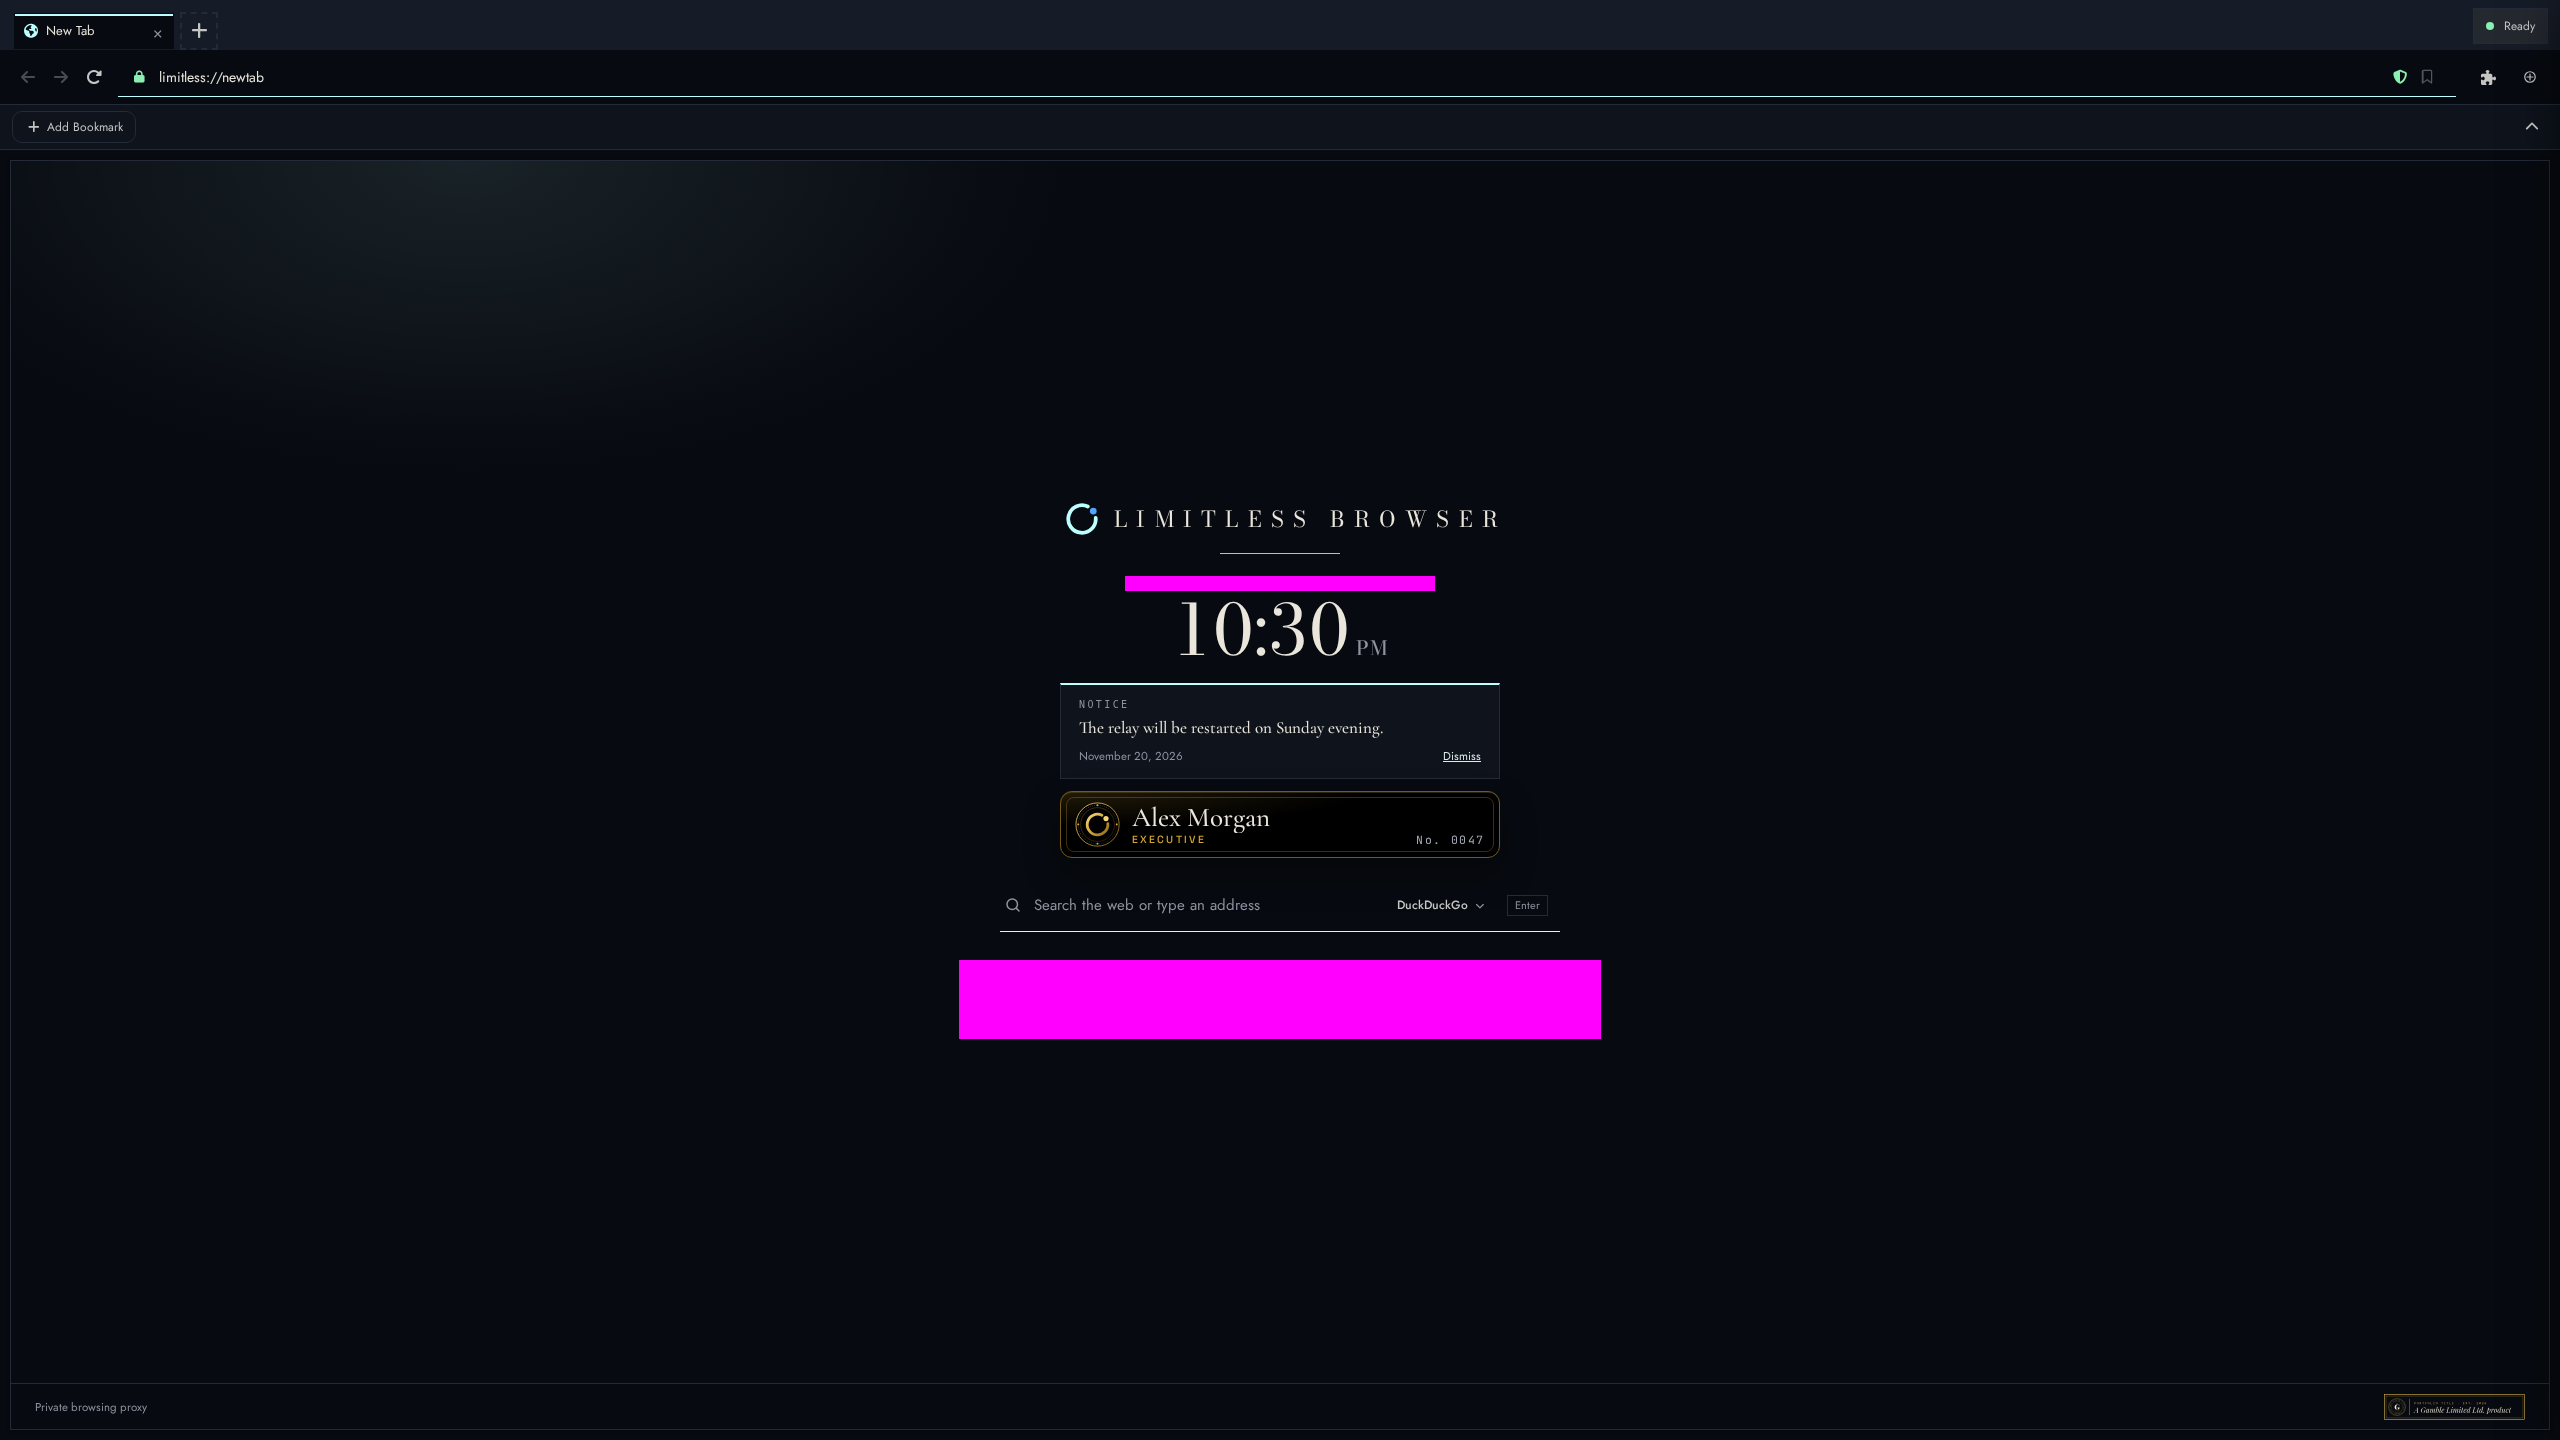 New Tab
Ready
limitless://newtab
Add Bookmark
LIMITLESS BROWSER
10:30 PM
NOTICE
The relay will be restarted on Sunday evening.
November 20, 2026
Dismiss
Alex Morgan
EXECUTIVE
No. 0047
Search the web or type an address
DuckDuckGo
Enter
Private browsing proxy
G
A Gamble Limited Ltd. product